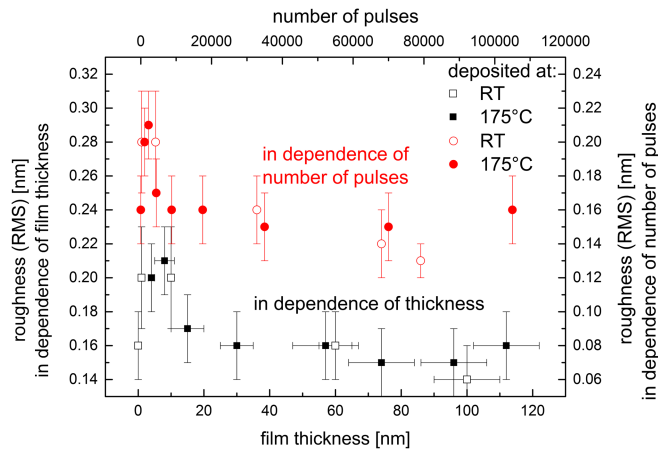 number of pulses
0 20000 40000 60000 80000 100000 120000
deposited at:
RT
175°C
RT
175°C
in dependence of
number of pulses
in dependence of thickness
roughness (RMS) [nm]
in dependence of film thickness
0.32
0.30
0.28
0.26
0.24
0.22
0.20
0.18
0.16
0.14
0.24
0.22
0.20
0.18
0.16
0.14
0.12
0.10
0.08
0.06
roughness (RMS) [nm]
in dependence of number of pulses
0 20 40 60 80 100 120
film thickness [nm]